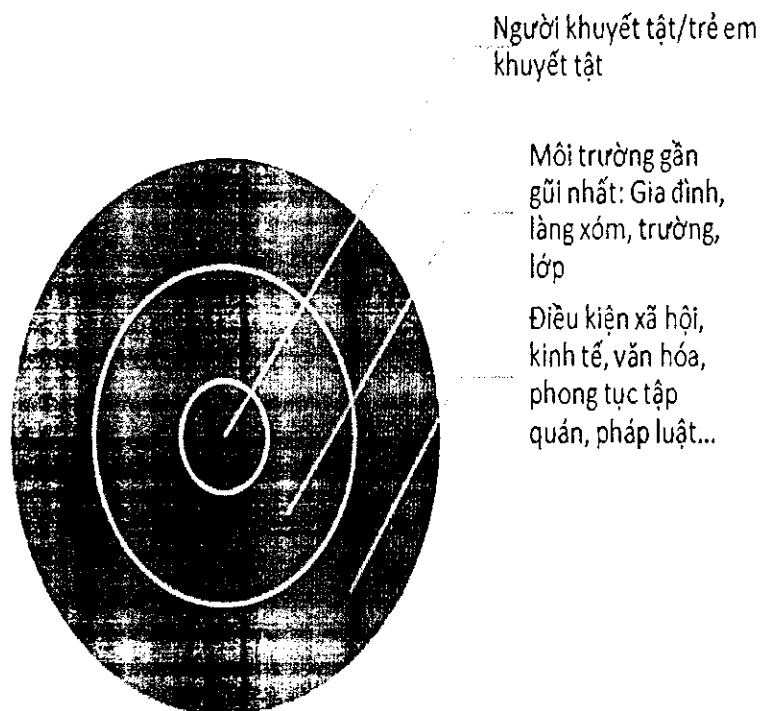 Người khuyết tật/trẻ em
khuyết tật
Môi trường gần
gũi nhất: Gia đình,
làng xóm, trường,
lớp
Điều kiện xã hội,
kinh tế, văn hóa,
phong tục tập
quán, pháp luật...